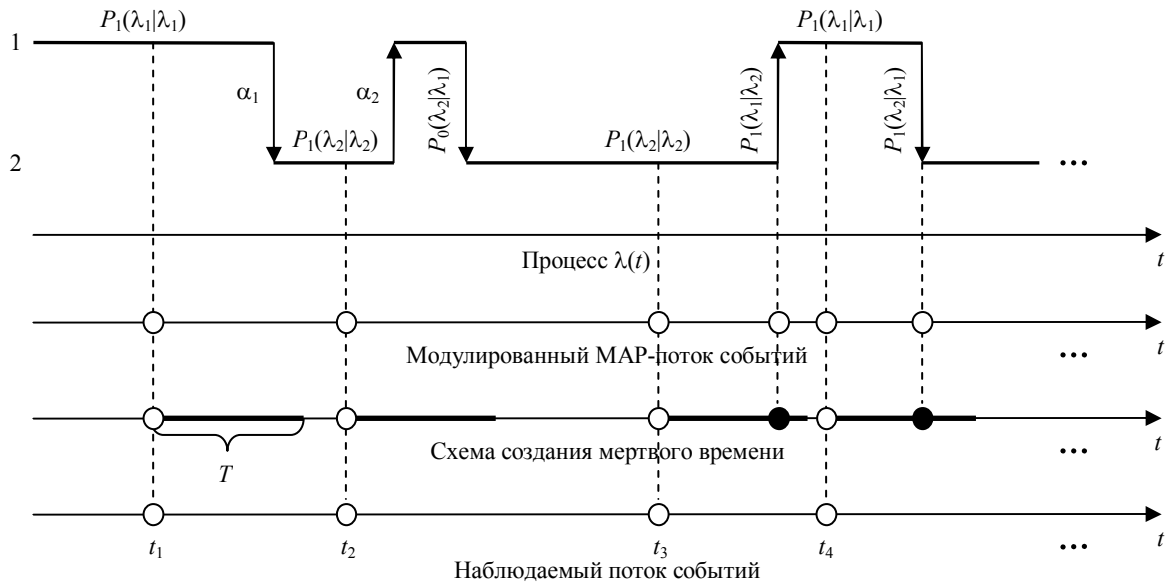 P₁(λ₁|λ₁)
P₁(λ₁|λ₁)
1
α₁
α₂
P₀(λ₂|λ₁)
P₁(λ₁|λ₂)
P₁(λ₂|λ₁)
P₁(λ₂|λ₂)
P₁(λ₂|λ₂)
2
...
Процесс λ(t)
t
Модулированный MAP-поток событий
...
t
T
Схема создания мертвого времени
...
t
t₁
t₂
t₃
t₄
...
t
Наблюдаемый поток событий